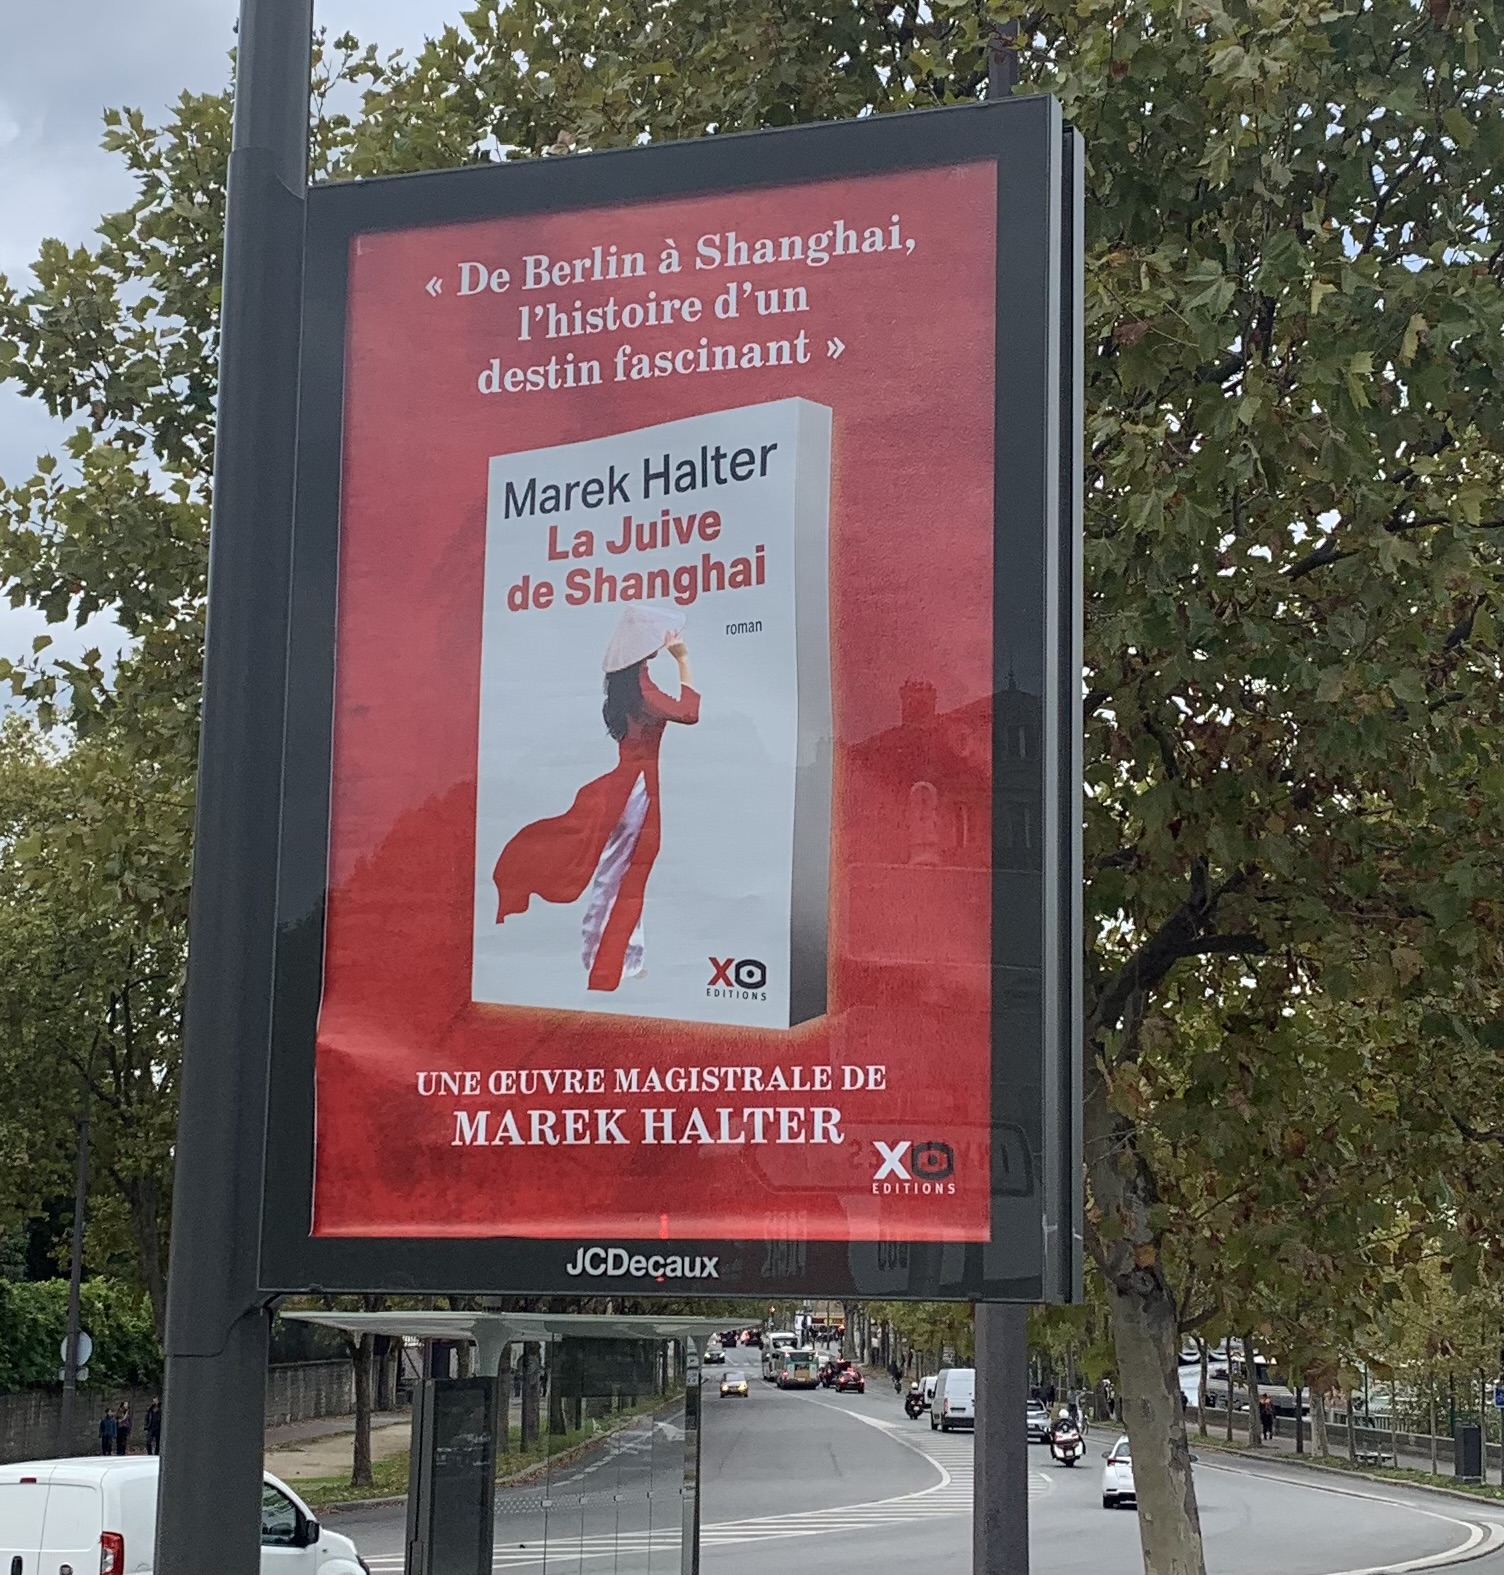 « De Berlin à Shanghai,
l'histoire d'un
destin fascinant »
Marek Halter
La Juive
de Shanghai
roman
XO
EDITIONS
UNE ŒUVRE MAGISTRALE DE
MAREK HALTER
XO
EDITIONS
JCDecaux